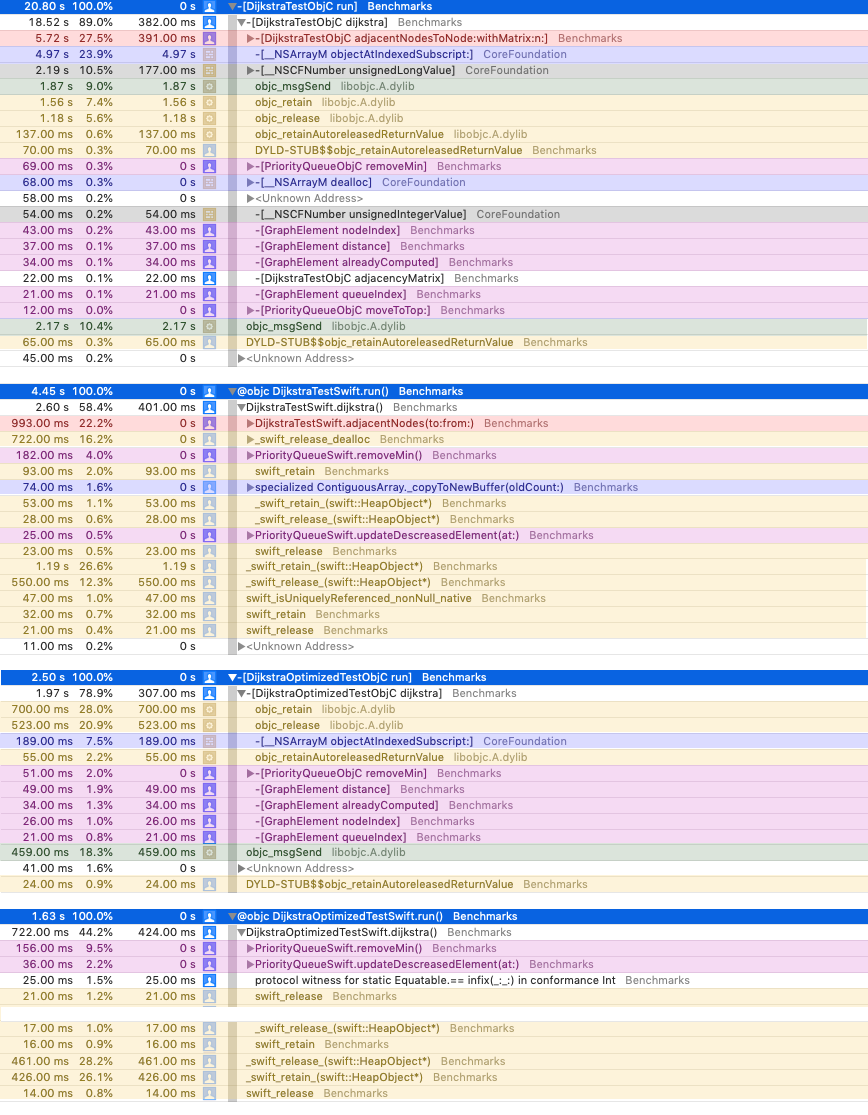 20.80 s 100.0% 0 s ▼-[DijkstraTestObjC run] Benchmarks
18.52 s 89.0% 382.00 ms ▼-[DijkstraTestObjC dijkstra] Benchmarks
5.72 s 27.5% 391.00 ms ▶-[DijkstraTestObjC adjacentNodesToNode:withMatrix:n:] Benchmarks
4.97 s 23.9% 4.97 s -[__NSArrayM objectAtIndexedSubscript:] CoreFoundation
2.19 s 10.5% 177.00 ms ▶-[__NSCFNumber unsignedLongValue] CoreFoundation
1.87 s 9.0% 1.87 s objc_msgSend libobjc.A.dylib
1.56 s 7.4% 1.56 s objc_retain libobjc.A.dylib
1.18 s 5.6% 1.18 s objc_release libobjc.A.dylib
137.00 ms 0.6% 137.00 ms objc_retainAutoreleasedReturnValue libobjc.A.dylib
70.00 ms 0.3% 70.00 ms DYLD-STUB$$objc_retainAutoreleasedReturnValue Benchmarks
69.00 ms 0.3% 0 s ▶-[PriorityQueueObjC removeMin] Benchmarks
68.00 ms 0.3% 0 s ▶-[__NSArrayM dealloc] CoreFoundation
58.00 ms 0.2% 0 s ▶<Unknown Address>
54.00 ms 0.2% 54.00 ms -[__NSCFNumber unsignedIntegerValue] CoreFoundation
43.00 ms 0.2% 43.00 ms -[GraphElement nodeIndex] Benchmarks
37.00 ms 0.1% 37.00 ms -[GraphElement distance] Benchmarks
34.00 ms 0.1% 34.00 ms -[GraphElement alreadyComputed] Benchmarks
22.00 ms 0.1% 22.00 ms -[DijkstraTestObjC adjacencyMatrix] Benchmarks
21.00 ms 0.1% 21.00 ms -[GraphElement queueIndex] Benchmarks
12.00 ms 0.0% 0 s ▶-[PriorityQueueObjC moveToTop:] Benchmarks
2.17 s 10.4% 2.17 s objc_msgSend libobjc.A.dylib
65.00 ms 0.3% 65.00 ms DYLD-STUB$$objc_retainAutoreleasedReturnValue Benchmarks
45.00 ms 0.2% 0 s ▶<Unknown Address>
4.45 s 100.0% 0 s ▼@objc DijkstraTestSwift.run() Benchmarks
2.60 s 58.4% 401.00 ms ▼DijkstraTestSwift.dijkstra() Benchmarks
993.00 ms 22.2% 0 s ▶DijkstraTestSwift.adjacentNodes(to:from:) Benchmarks
722.00 ms 16.2% 0 s ▶_swift_release_dealloc Benchmarks
182.00 ms 4.0% 0 s ▶PriorityQueueSwift.removeMin() Benchmarks
93.00 ms 2.0% 93.00 ms swift_retain Benchmarks
74.00 ms 1.6% 0 s ▶specialized ContiguousArray._copyToNewBuffer(oldCount:) Benchmarks
53.00 ms 1.1% 53.00 ms _swift_retain_(swift::HeapObject*) Benchmarks
28.00 ms 0.6% 28.00 ms _swift_release_(swift::HeapObject*) Benchmarks
25.00 ms 0.5% 0 s ▶PriorityQueueSwift.updateDescreasedElement(at:) Benchmarks
23.00 ms 0.5% 23.00 ms swift_release Benchmarks
1.19 s 26.6% 1.19 s _swift_retain_(swift::HeapObject*) Benchmarks
550.00 ms 12.3% 550.00 ms _swift_release_(swift::HeapObject*) Benchmarks
47.00 ms 1.0% 47.00 ms swift_isUniquelyReferenced_nonNull_native Benchmarks
32.00 ms 0.7% 32.00 ms swift_retain Benchmarks
21.00 ms 0.4% 21.00 ms swift_release Benchmarks
11.00 ms 0.2% 0 s ▶<Unknown Address>
2.50 s 100.0% 0 s ▼-[DijkstraOptimizedTestObjC run] Benchmarks
1.97 s 78.9% 307.00 ms ▼-[DijkstraOptimizedTestObjC dijkstra] Benchmarks
700.00 ms 28.0% 700.00 ms objc_retain libobjc.A.dylib
523.00 ms 20.9% 523.00 ms objc_release libobjc.A.dylib
189.00 ms 7.5% 189.00 ms -[__NSArrayM objectAtIndexedSubscript:] CoreFoundation
55.00 ms 2.2% 55.00 ms objc_retainAutoreleasedReturnValue libobjc.A.dylib
51.00 ms 2.0% 0 s ▶-[PriorityQueueObjC removeMin] Benchmarks
49.00 ms 1.9% 49.00 ms -[GraphElement distance] Benchmarks
34.00 ms 1.3% 34.00 ms -[GraphElement alreadyComputed] Benchmarks
26.00 ms 1.0% 26.00 ms -[GraphElement nodeIndex] Benchmarks
21.00 ms 0.8% 21.00 ms -[GraphElement queueIndex] Benchmarks
459.00 ms 18.3% 459.00 ms objc_msgSend libobjc.A.dylib
41.00 ms 1.6% 0 s ▶<Unknown Address>
24.00 ms 0.9% 24.00 ms DYLD-STUB$$objc_retainAutoreleasedReturnValue Benchmarks
1.63 s 100.0% 0 s ▼@objc DijkstraOptimizedTestSwift.run() Benchmarks
722.00 ms 44.2% 424.00 ms ▼DijkstraOptimizedTestSwift.dijkstra() Benchmarks
156.00 ms 9.5% 0 s ▶PriorityQueueSwift.removeMin() Benchmarks
36.00 ms 2.2% 0 s ▶PriorityQueueSwift.updateDescreasedElement(at:) Benchmarks
25.00 ms 1.5% 25.00 ms protocol witness for static Equatable.== infix(_:_:) in conformance Int Benchmarks
21.00 ms 1.2% 21.00 ms swift_release Benchmarks
17.00 ms 1.0% 17.00 ms _swift_release_(swift::HeapObject*) Benchmarks
16.00 ms 0.9% 16.00 ms swift_retain Benchmarks
461.00 ms 28.2% 461.00 ms _swift_release_(swift::HeapObject*) Benchmarks
426.00 ms 26.1% 426.00 ms _swift_retain_(swift::HeapObject*) Benchmarks
14.00 ms 0.8% 14.00 ms swift_release Benchmarks